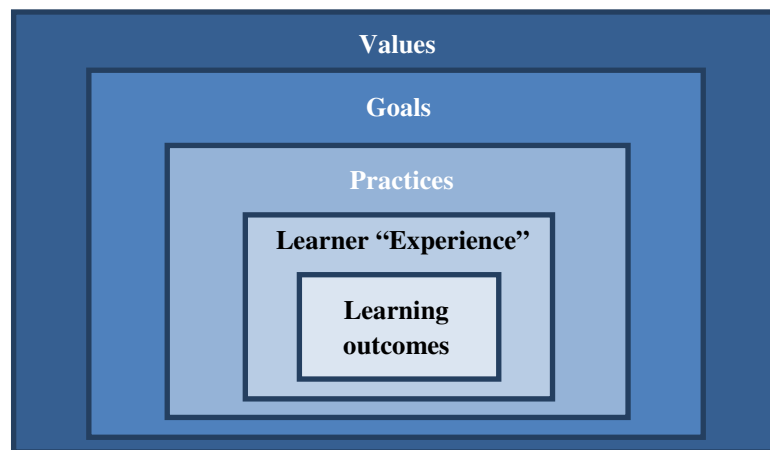 Values
Goals
Practices
Learner “Experience”
Learning
outcomes